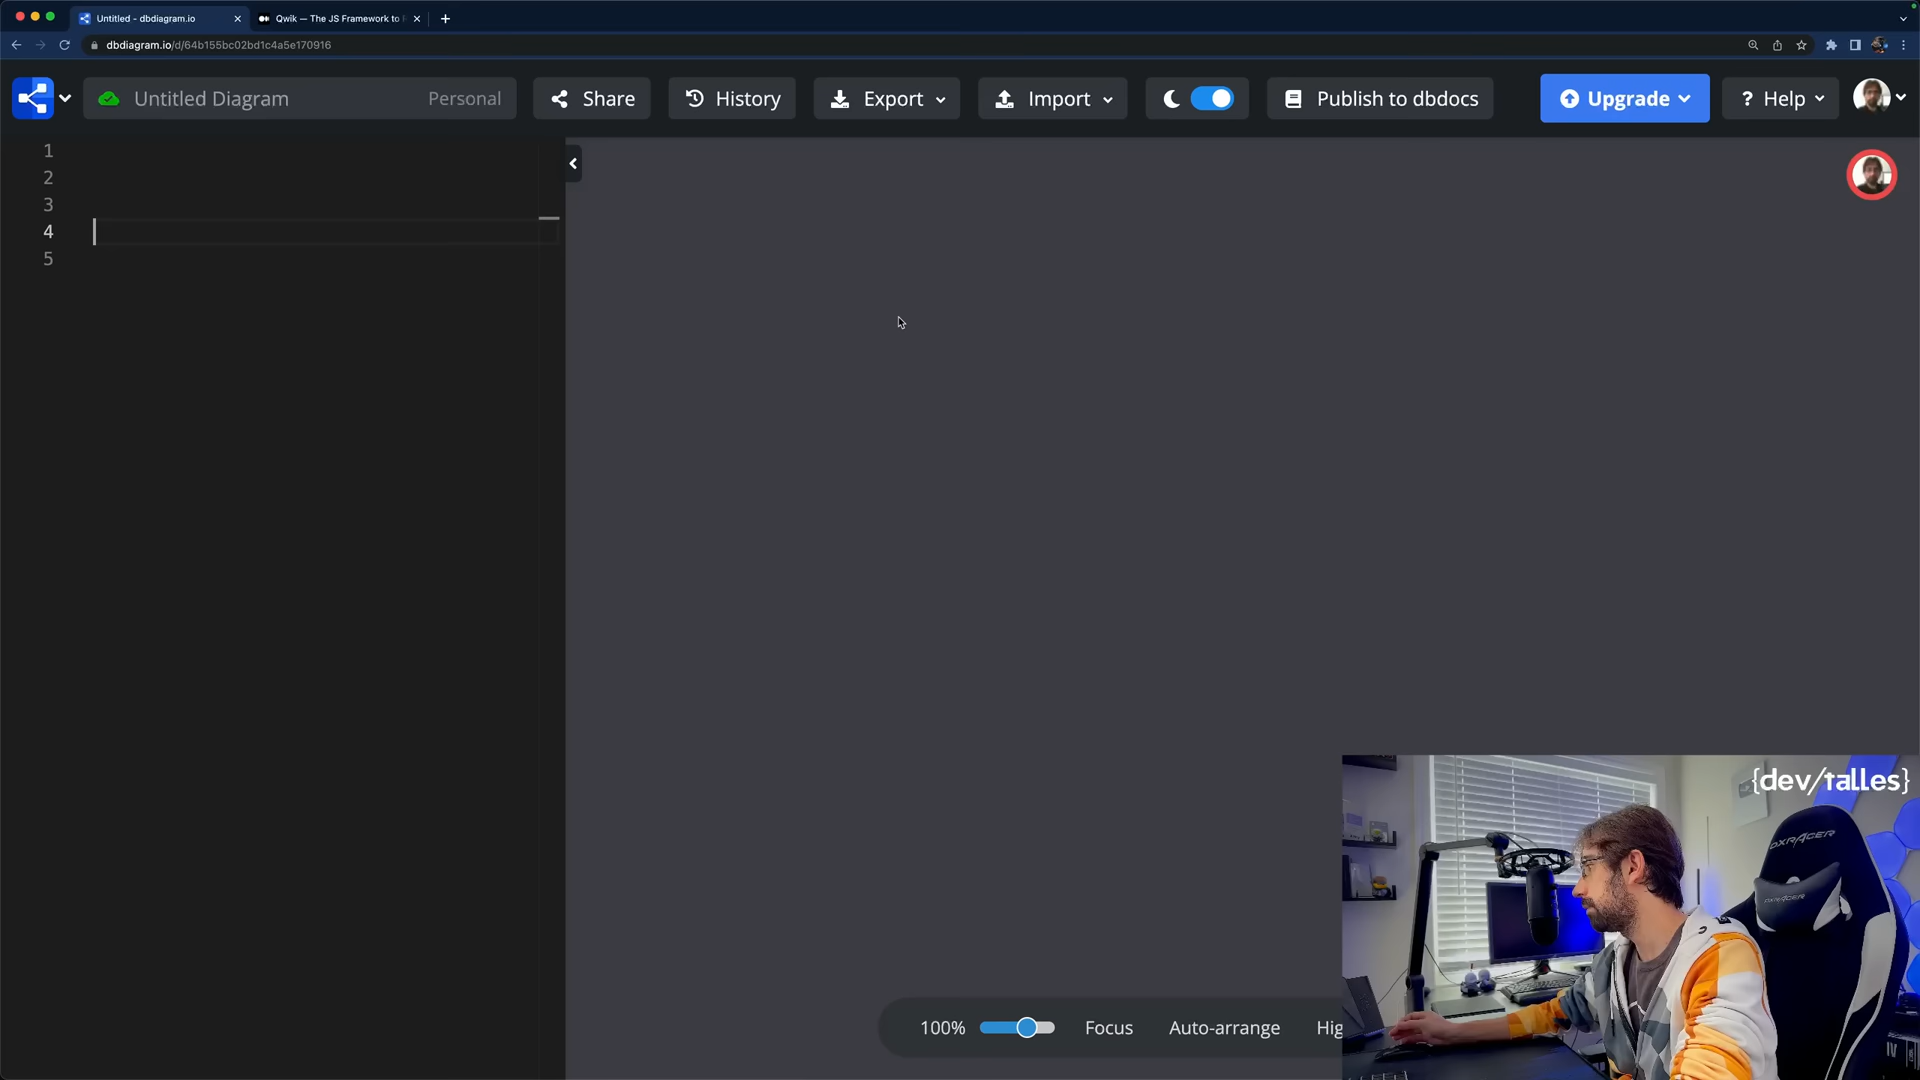 Untitled - dbdiagram.io
Qwik — The JS Framework to
dbdiagram.io/d/64b155bc02bd1c4a5e170916
Untitled Diagram
Personal
Share
History
Export
Import
Publish to dbdocs
Upgrade
? Help
1
2
3
4
5
{dev/talles}
DXRACER
DXRACER
100%
Focus
Auto-arrange
Hig